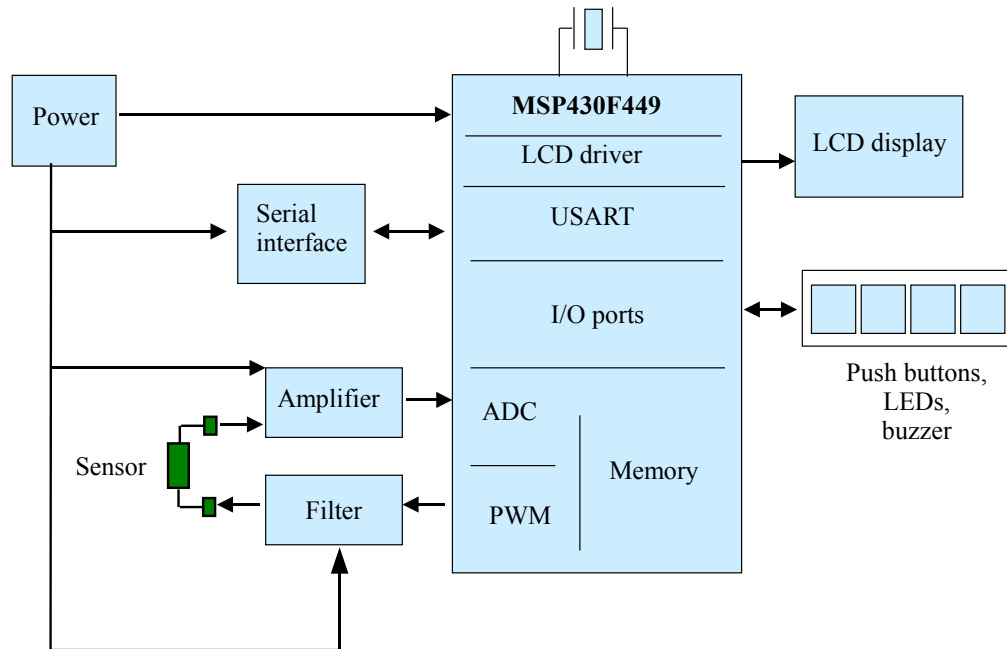 Power
MSP430F449
LCD driver
LCD display
Serial
interface
USART
I/O ports
Push buttons,
LEDs,
buzzer
Amplifier
ADC
Sensor
Memory
Filter
PWM